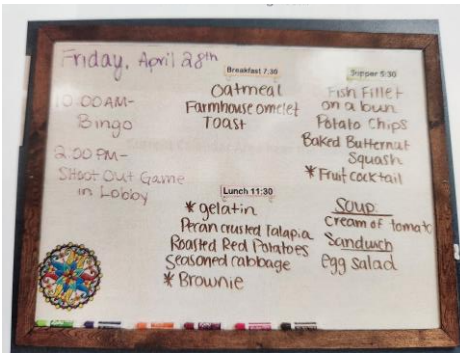 Friday, April 28th
10:00AM-
Bingo
2:00 PM-
Shoot Out Game
in Lobby
Breakfast 7:30
Oatmeal
Farmhouse omelet
Toast
Lunch 11:30
* gelatin
Pecan crusted Talapia
Roasted Red Potatoes
Seasoned cabbage
* Brownie
Supper 5:30
Fish Fillet
on a bun
Potato Chips
Baked Butternut
Squash
* Fruit cocktail
Soup
Cream of tomato
Sandwich
egg salad